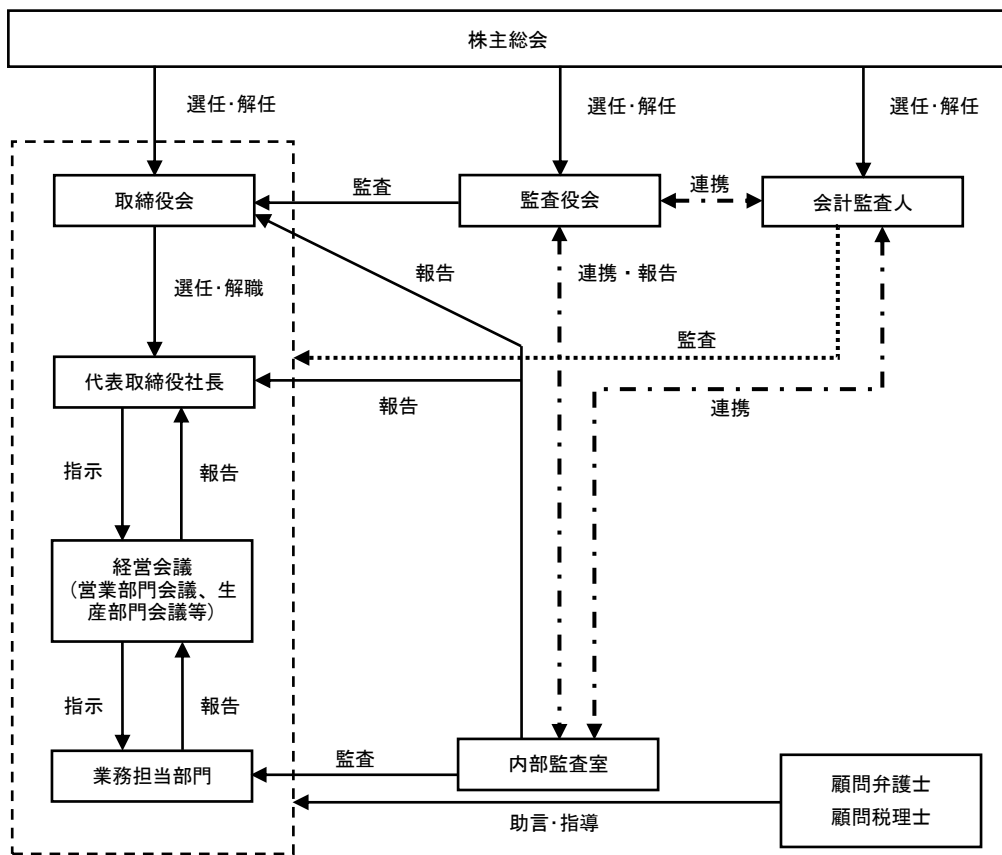 株主総会
選任・解任
選任・解任
選任・解任
取締役会
監査
監査役会
連携
会計監査人
選任・解職
報告
連携・報告
監査
代表取締役社長
報告
連携
指示
報告
経営会議
（営業部門会議、生
産部門会議等）
指示
報告
業務担当部門
監査
内部監査室
助言・指導
顧問弁護士
顧問税理士